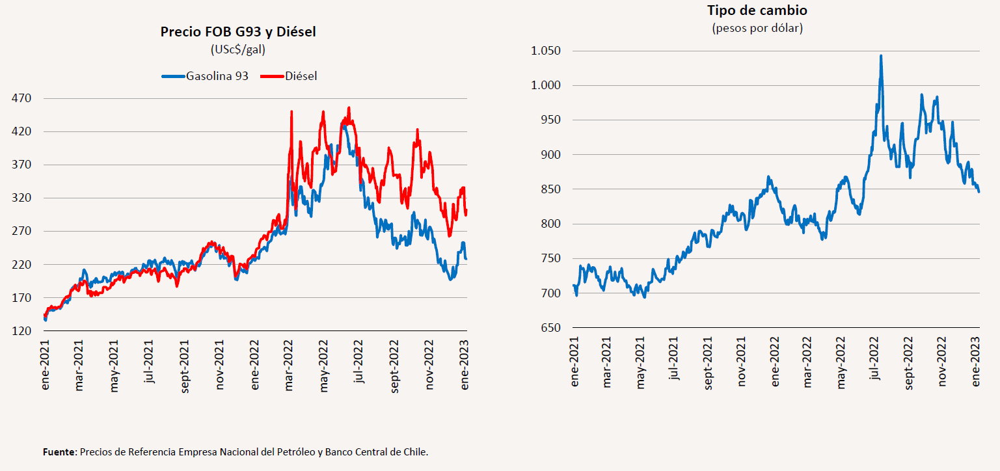 Precio FOB G93 y Diésel
(USc$/gal)
Gasolina 93 Diésel
470
420
370
320
270
220
170
120
ene-2021
mar-2021
may-2021
jul-2021
sept-2021
nov-2021
ene-2022
mar-2022
may-2022
jul-2022
sept-2022
nov-2022
ene-2023
Tipo de cambio
(pesos por dólar)
1.050
1.000
950
900
850
800
750
700
650
ene-2021
mar-2021
may-2021
jul-2021
sept-2021
nov-2021
ene-2022
mar-2022
may-2022
jul-2022
sept-2022
nov-2022
ene-2023
Fuente: Precios de Referencia Empresa Nacional del Petróleo y Banco Central de Chile.